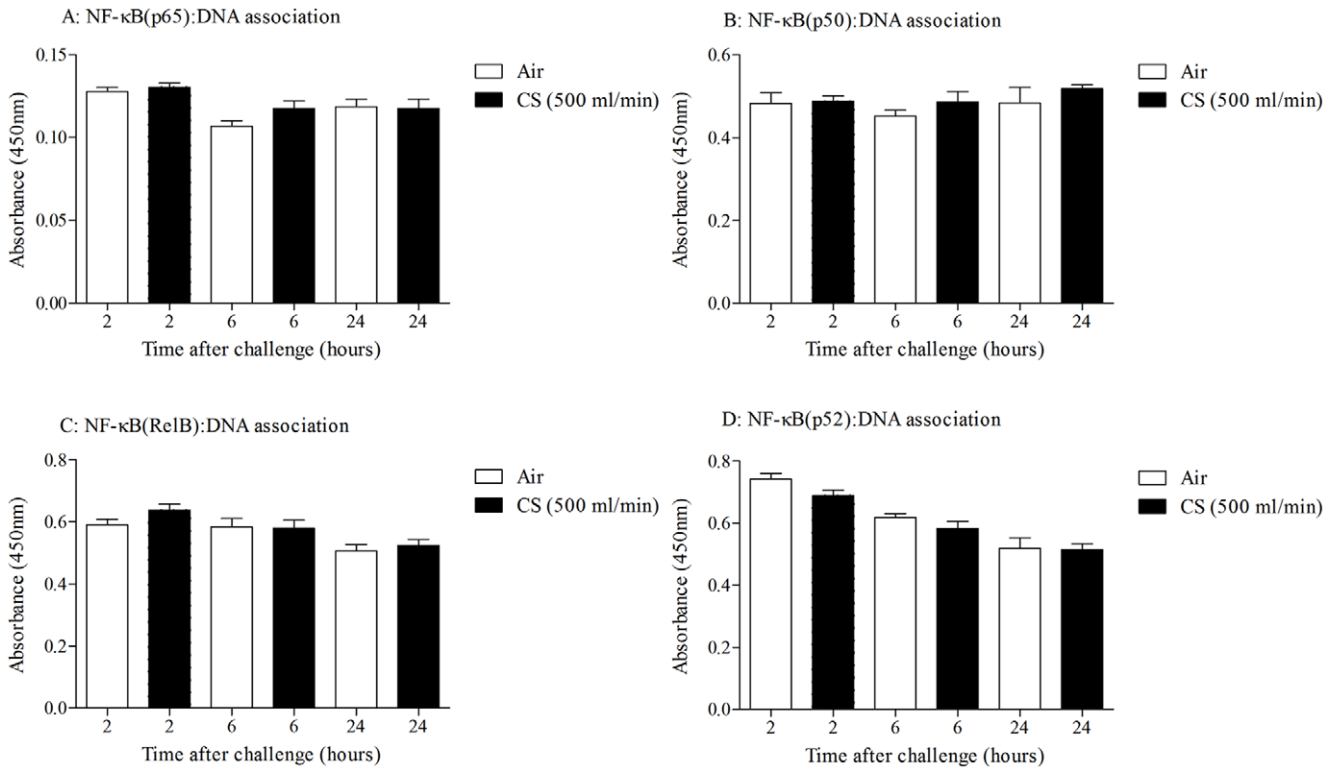 A: NF-κB(p65):DNA association
Absorbance (450nm)
0.15
0.10
0.05
0.00
2 2 6 6 24 24
Time after challenge (hours)
Air
CS (500 ml/min)
B: NF-κB(p50):DNA association
Absorbance (450nm)
0.6
0.4
0.2
0.0
2 2 6 6 24 24
Time after challenge (hours)
Air
CS (500 ml/min)
C: NF-κB(RelB):DNA association
Absorbance (450nm)
0.8
0.6
0.4
0.2
0.0
2 2 6 6 24 24
Time after challenge (hours)
Air
CS (500 ml/min)
D: NF-κB(p52):DNA association
Absorbance (450nm)
0.8
0.6
0.4
0.2
0.0
2 2 6 6 24 24
Time after challenge (hours)
Air
CS (500 ml/min)